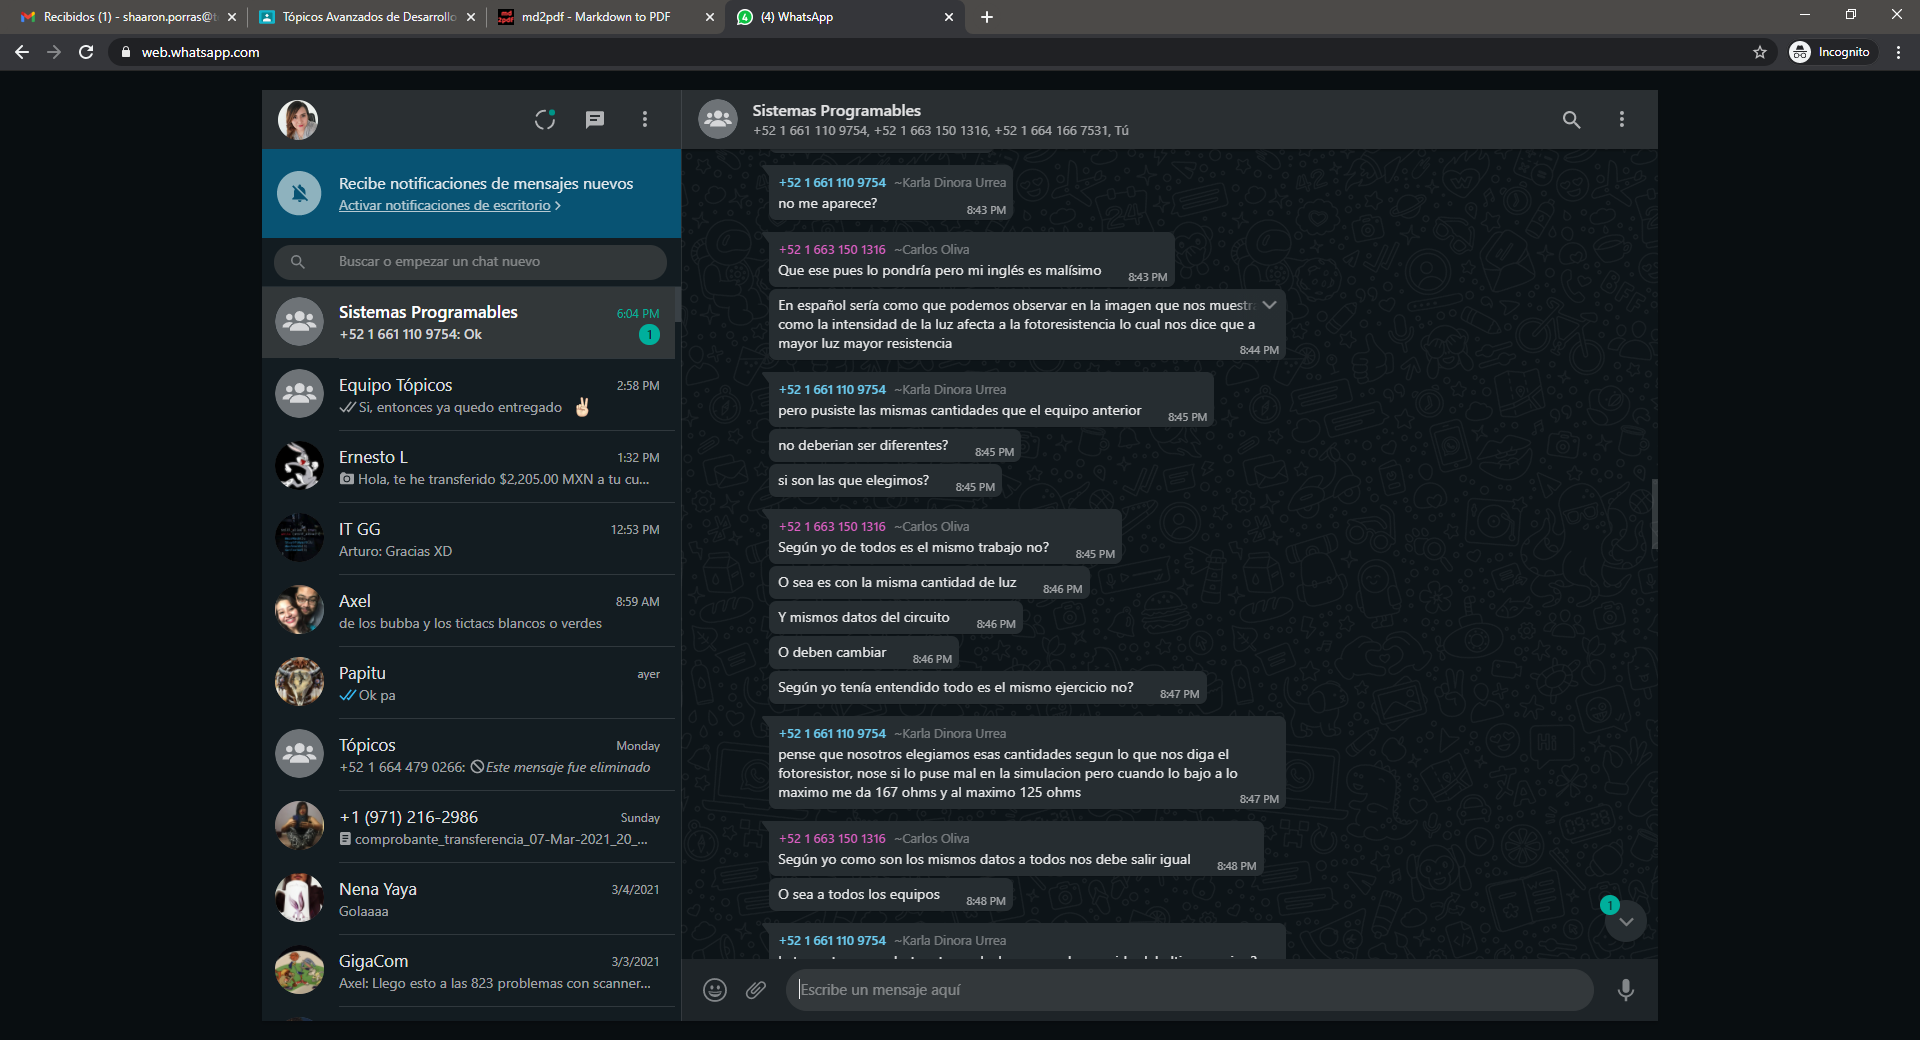 Recibidos (1) - shaaron.porras@t
Tópicos Avanzados de Desarrollo
md2pdf - Markdown to PDF
(4) WhatsApp
web.whatsapp.com
Incognito
Recibe notificaciones de mensajes nuevos
Activar notificaciones de escritorio >
Buscar o empezar un chat nuevo
Sistemas Programables
6:04 PM
+52 1 661 110 9754: Ok
1
Equipo Tópicos
2:58 PM
Si, entonces ya quedo entregado ✌🏻
Ernesto L
1:32 PM
Hola, te he transferido $2,205.00 MXN a tu cu...
IT GG
12:53 PM
Arturo: Gracias XD
Axel
8:59 AM
de los bubba y los tictacs blancos o verdes
Papitu
ayer
Ok pa
Tópicos
Monday
+52 1 664 479 0266: Este mensaje fue eliminado
+1 (971) 216-2986
Sunday
comprobante_transferencia_07-Mar-2021_20_...
Nena Yaya
3/4/2021
Golaaaa
GigaCom
3/3/2021
Axel: Llego esto a las 823 problemas con scanner...
Sistemas Programables
+52 1 661 110 9754, +52 1 663 150 1316, +52 1 664 166 7531, Tú
+52 1 661 110 9754 ~Karla Dinora Urrea
no me aparece?
8:43 PM
+52 1 663 150 1316 ~Carlos Oliva
Que ese pues lo pondría pero mi inglés es malísimo
8:43 PM
En español sería como que podemos observar en la imagen que nos muestr
como la intensidad de la luz afecta a la fotoresistencia lo cual nos dice que a
mayor luz mayor resistencia
8:44 PM
+52 1 661 110 9754 ~Karla Dinora Urrea
pero pusiste las mismas cantidades que el equipo anterior
8:45 PM
no deberian ser diferentes?
8:45 PM
si son las que elegimos?
8:45 PM
+52 1 663 150 1316 ~Carlos Oliva
Según yo de todos es el mismo trabajo no?
8:45 PM
O sea es con la misma cantidad de luz
8:46 PM
Y mismos datos del circuito
8:46 PM
O deben cambiar
8:46 PM
Según yo tenía entendido todo es el mismo ejercicio no?
8:47 PM
+52 1 661 110 9754 ~Karla Dinora Urrea
pense que nosotros elegiamos esas cantidades segun lo que nos diga el
fotoresistor, nose si lo puse mal en la simulacion pero cuando lo bajo a lo
maximo me da 167 ohms y al maximo 125 ohms
8:47 PM
+52 1 663 150 1316 ~Carlos Oliva
Según yo como son los mismos datos a todos nos debe salir igual
8:48 PM
O sea a todos los equipos
8:48 PM
+52 1 661 110 9754 ~Karla Dinora Urrea
1
Escribe un mensaje aquí